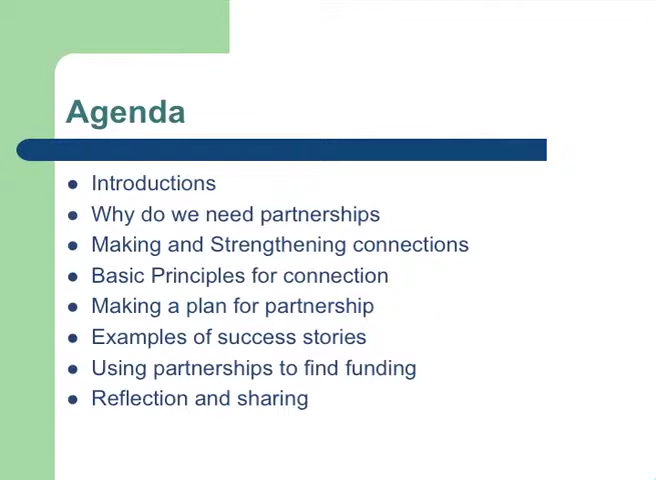 Agenda
Introductions
Why do we need partnerships
Making and Strengthening connections
Basic Principles for connection
Making a plan for partnership
Examples of success stories
Using partnerships to find funding
Reflection and sharing